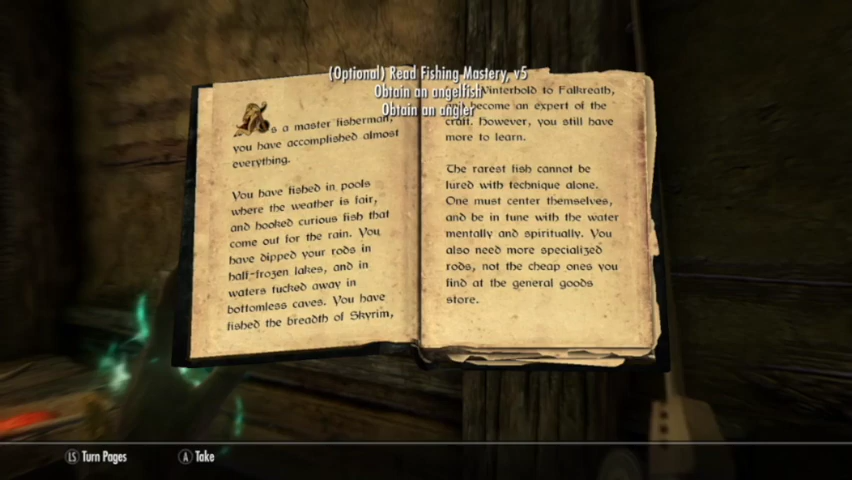 (Optional) Read Fishing Mastery, v5
Obtain an angelfish
Obtain an angler
As a master fisherman,
you have accomplished almost
everything.
You have fished in pools
where the weather is fair,
and hooked curious fish that
come out for the rain. You
have dipped your rods in
half-frozen lakes, and in
waters tucked away in
bottomless caves. You have
fished the breadth of Skyrim,
Winterhold to Falkreath,
become an expert of the
craft. However, you still have
more to learn.
The rarest fish cannot be
lured with technique alone.
One must center themselves,
and be in tune with the water
mentally and spiritually. You
also need more specialized
rods, not the cheap ones you
find at the general goods
store.
LS Turn Pages
A Take